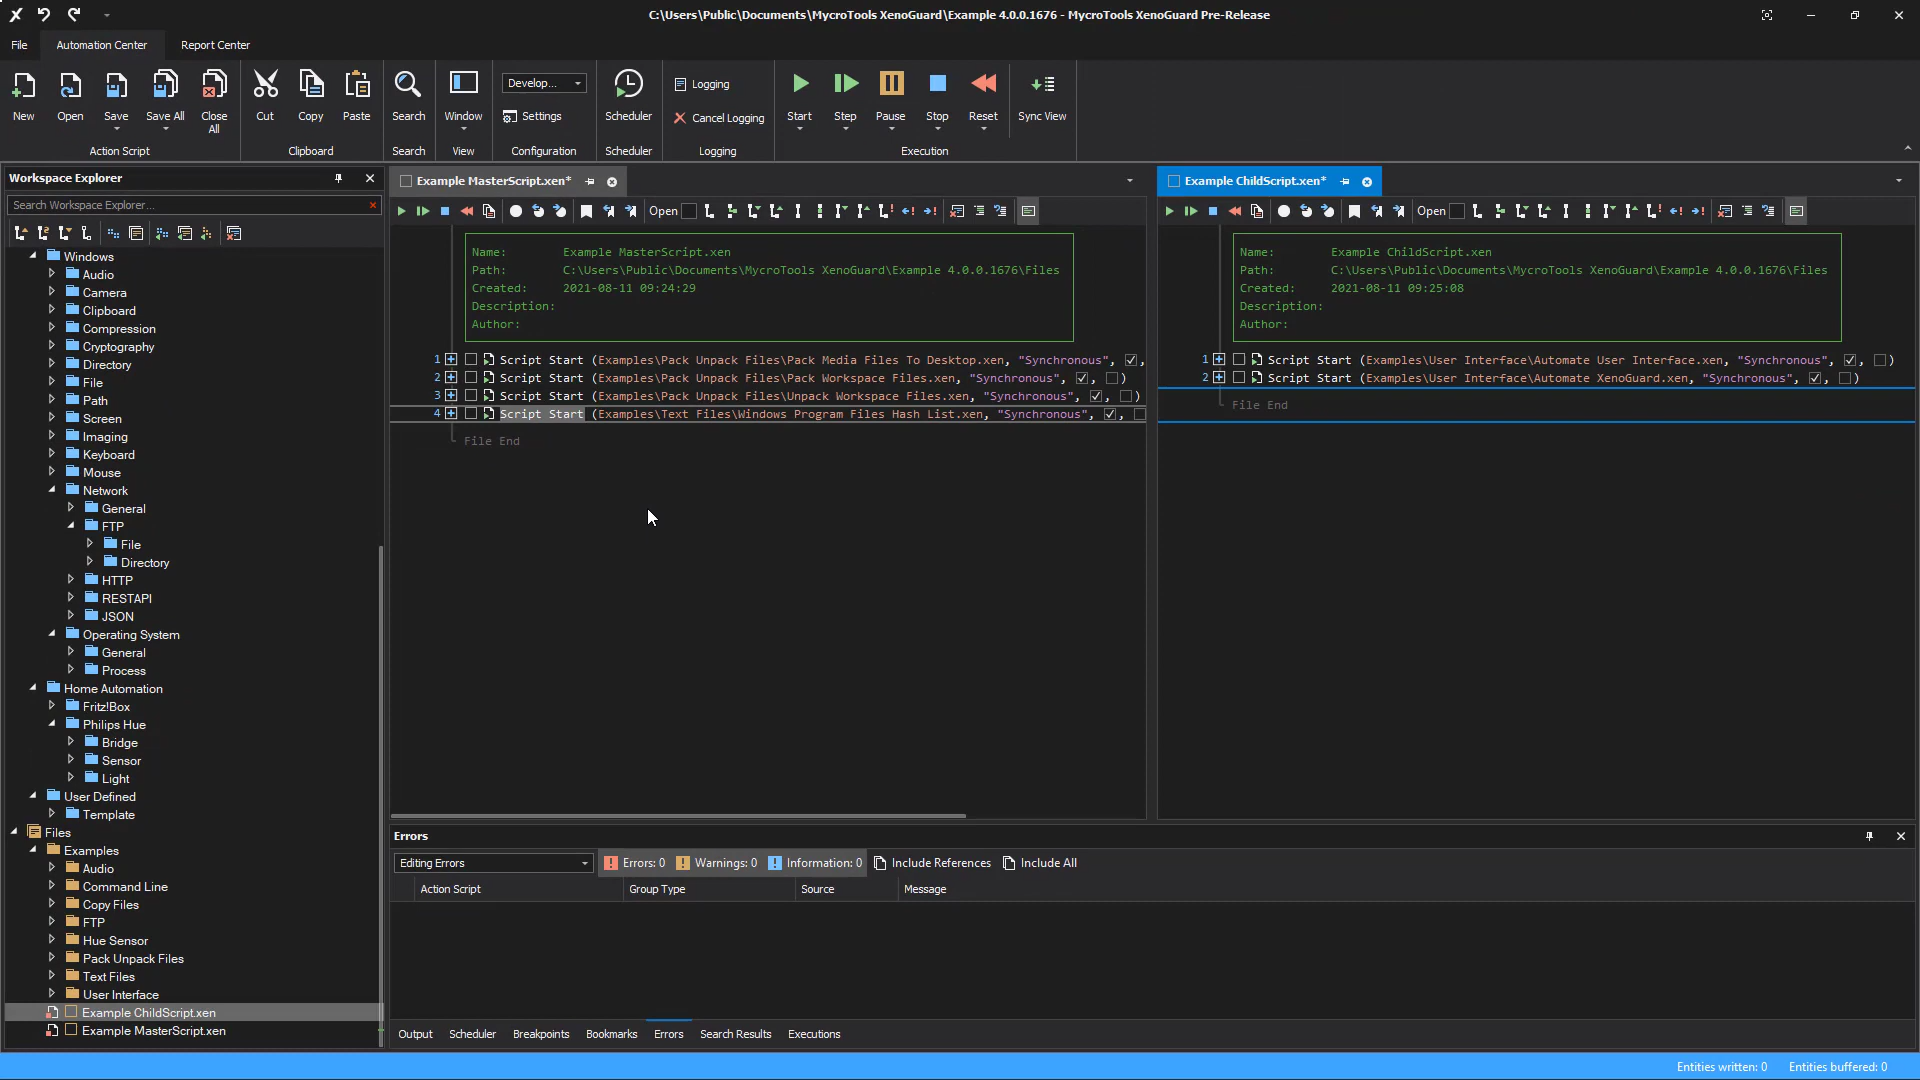 C:\Users\Public\Documents\MycroTools XenoGuard\Example 4.0.0.1676 - MycroTools XenoGuard Pre-Release
File
Automation Center
Report Center
New
Open
Save
Save All
Close All
Action Script
Cut
Copy
Paste
Clipboard
Search
Search
Window
View
Develop...
Settings
Configuration
Scheduler
Scheduler
Logging
Cancel Logging
Logging
Start
Step
Pause
Stop
Reset
Sync View
Execution
Workspace Explorer
Search Workspace Explorer...
Windows
Audio
Camera
Clipboard
Compression
Cryptography
Directory
File
Path
Screen
Imaging
Keyboard
Mouse
Network
General
FTP
File
Directory
HTTP
RESTAPI
JSON
Operating System
General
Process
Home Automation
Fritz!Box
Philips Hue
Bridge
Sensor
Light
User Defined
Template
Files
Examples
Audio
Command Line
Copy Files
FTP
Hue Sensor
Pack Unpack Files
Text Files
User Interface
Example ChildScript.xen
Example MasterScript.xen
Example MasterScript.xen*
Open
Name: Example MasterScript.xen
Path: C:\Users\Public\Documents\MycroTools XenoGuard\Example 4.0.0.1676\Files
Created: 2021-08-11 09:24:29
Description:
Author:
1 Script Start (Examples\Pack Unpack Files\Pack Media Files To Desktop.xen, "Synchronous", ,
2 Script Start (Examples\Pack Unpack Files\Pack Workspace Files.xen, "Synchronous", , )
3 Script Start (Examples\Pack Unpack Files\Unpack Workspace Files.xen, "Synchronous", , )
4 Script Start (Examples\Text Files\Windows Program Files Hash List.xen, "Synchronous", ,
File End
Example ChildScript.xen*
Open
Name: Example ChildScript.xen
Path: C:\Users\Public\Documents\MycroTools XenoGuard\Example 4.0.0.1676\Files
Created: 2021-08-11 09:25:08
Description:
Author:
1 Script Start (Examples\User Interface\Automate User Interface.xen, "Synchronous", , )
2 Script Start (Examples\User Interface\Automate XenoGuard.xen, "Synchronous", , )
File End
Errors
Editing Errors
Errors: 0
Warnings: 0
Information: 0
Include References
Include All
Action Script
Group Type
Source
Message
Output
Scheduler
Breakpoints
Bookmarks
Errors
Search Results
Executions
Entities written: 0
Entities buffered: 0